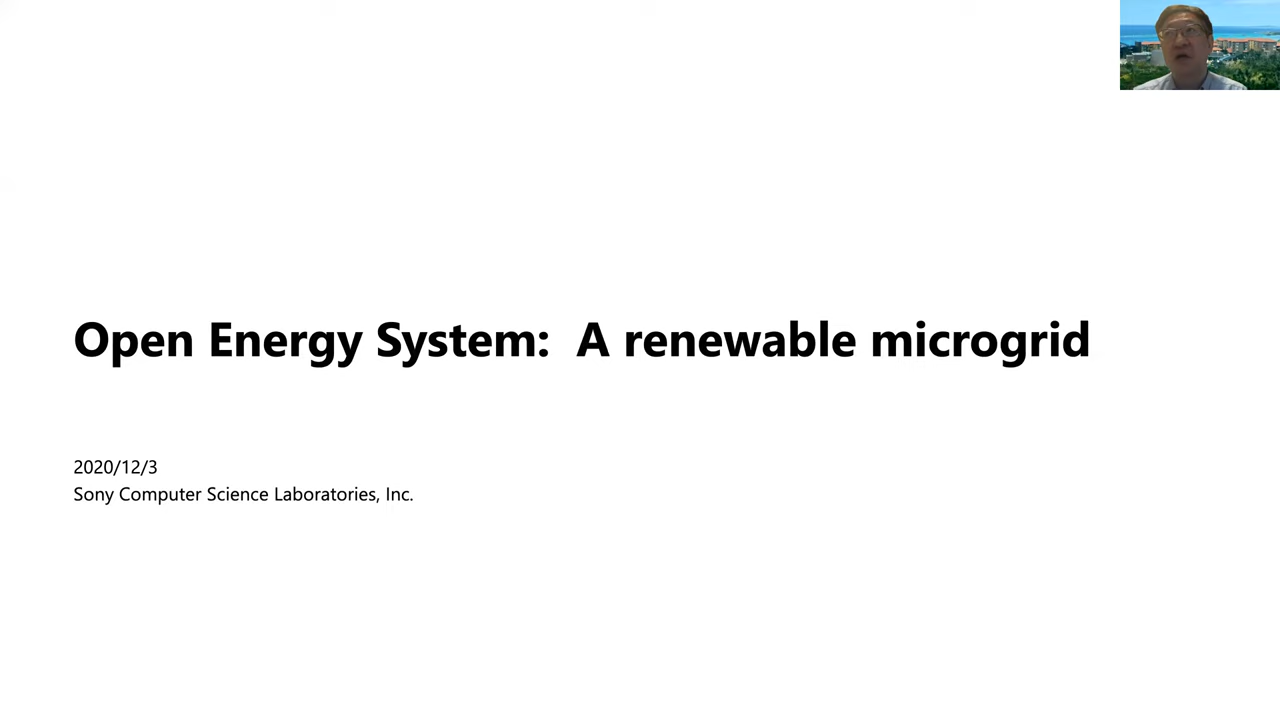 Open Energy System: A renewable microgrid
2020/12/3
Sony Computer Science Laboratories, Inc.